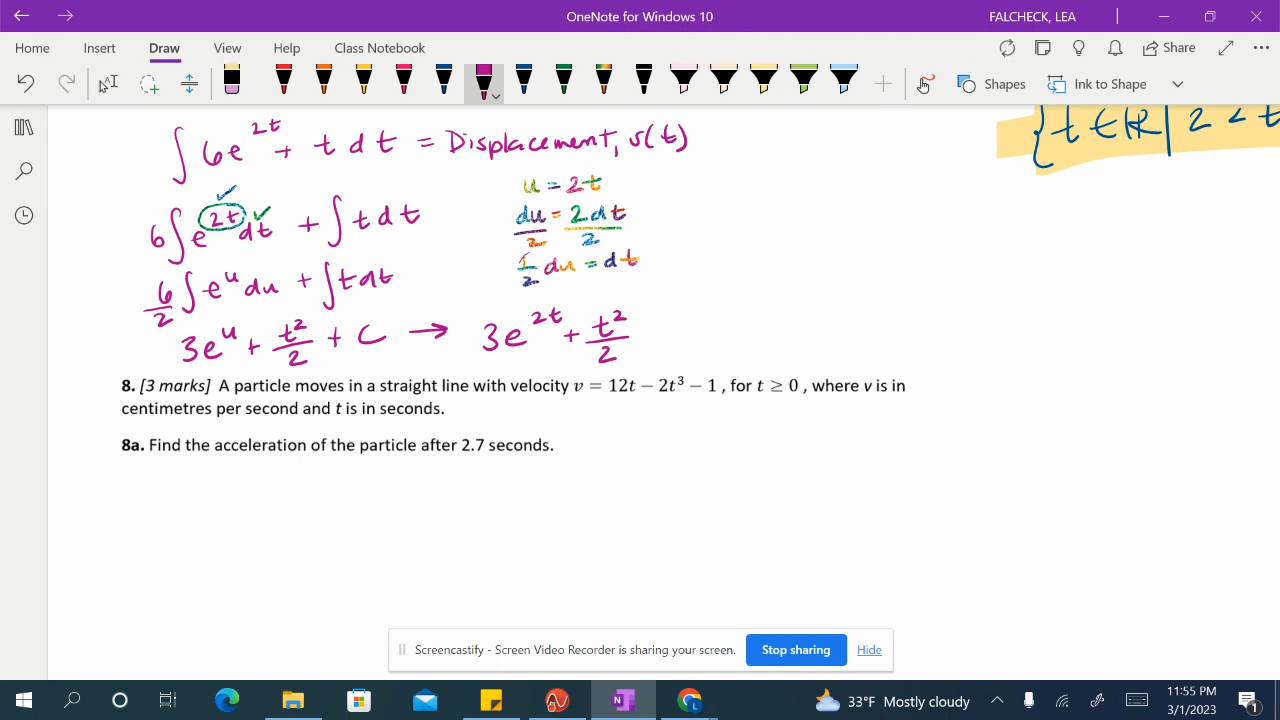 OneNote for Windows 10
FALCHECK, LEA
Home Insert Draw View Help Class Notebook
Share
Shapes Ink to Shape
∫ 6e^{2t} + t dt = Displacement, s(t)
{t ∈ ℝ | 2 < t
6∫ e^{2t} dt + ∫ t dt
u = 2t
du/2 = 2dt/2
6/2 ∫ e^u du + ∫ t dt
1/2 du = dt
3e^u + t²/2 + C → 3e^{2t} + t²/2
8. [3 marks] A particle moves in a straight line with velocity v = 12t − 2t³ − 1 , for t ≥ 0 , where v is in
centimetres per second and t is in seconds.
8a. Find the acceleration of the particle after 2.7 seconds.
Screencastify - Screen Video Recorder is sharing your screen. Stop sharing Hide
33°F Mostly cloudy
11:55 PM
3/1/2023
1